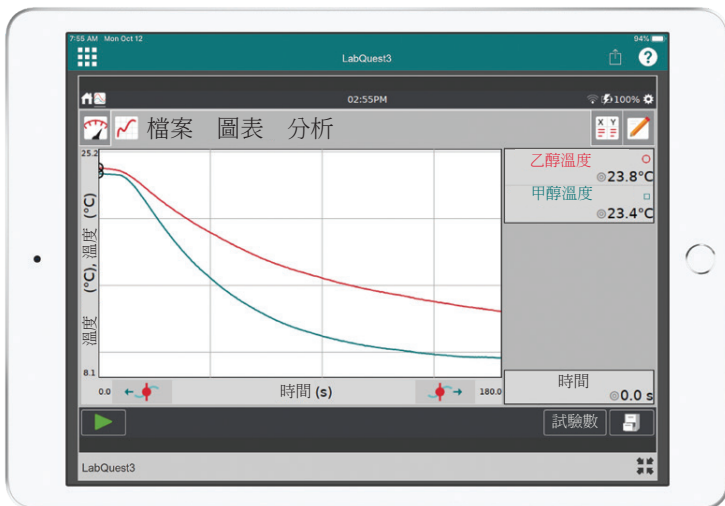 7:55 AM Mon Oct 12
94%
LabQuest3
?
02:55PM
100%
檔案 圖表 分析
X Y
25.2
溫度 (°C), 溫度 (°C)
8.1
0.0
時間 (s)
180.0
乙醇溫度
23.8°C
甲醇溫度
23.4°C
時間
0.0 s
試驗數
LabQuest3